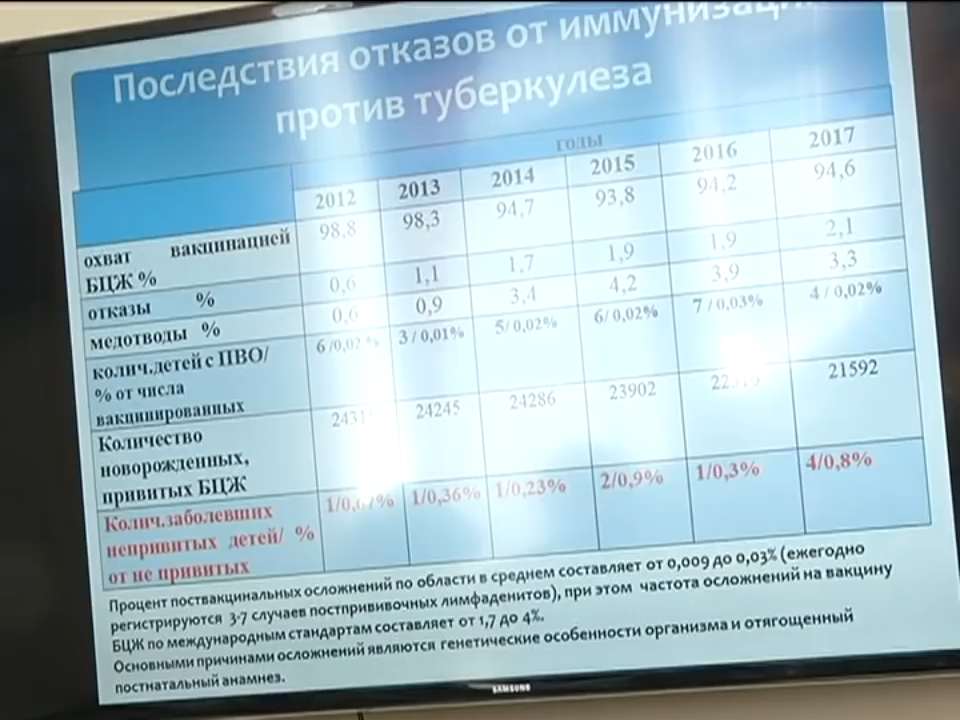 Последствия отказов от иммунизации
против туберкулеза
годы
2012 2013 2014 2015 2016 2017
охват вакцинацией БЦЖ % 98,8 98,3 94,7 93,8 94,2 94,6
отказы % 0,6 1,1 1,7 1,9 1,9 2,1
медотводы % 0,6 0,9 3,4 4,2 3,9 3,3
колич.детей с ПВО/ 6/0,02 % 3/0,01% 5/0,02% 6/0,02% 7/0,03% 4/0,02%
% от числа
вакцинированных
Количество 24245 24286 23902 21592
новорожденных,
привитых БЦЖ
Колич.заболевших 1/0,36% 1/0,23% 2/0,9% 1/0,3% 4/0,8%
непривитых детей/ %
от не привитых
Процент поствакцинальных осложнений по области в среднем составляет от 0,009 до 0,03% (ежегодно
регистрируются 3-7 случаев постпрививочных лимфаденитов), при этом частота осложнений на вакцину
БЦЖ по международным стандартам составляет от 1,7 до 4%.
Основными причинами осложнений являются генетические особенности организма и отягощенный
постнатальный анамнез.
SAMSUNG